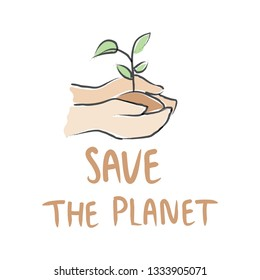 SAVE
THE PLANET
shutterstock.com · 1333905071